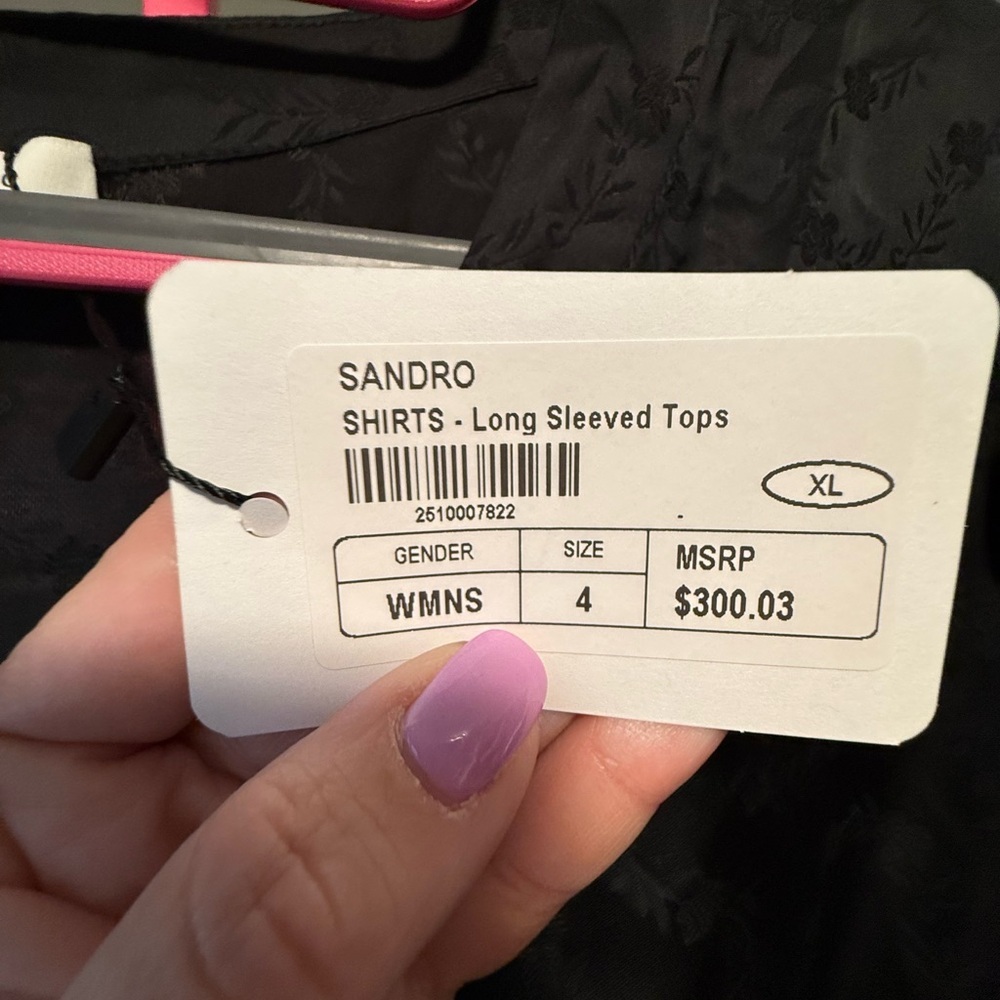 SANDRO
SHIRTS - Long Sleeved Tops
2510007822
XL
GENDER SIZE MSRP
WMNS 4 $300.03